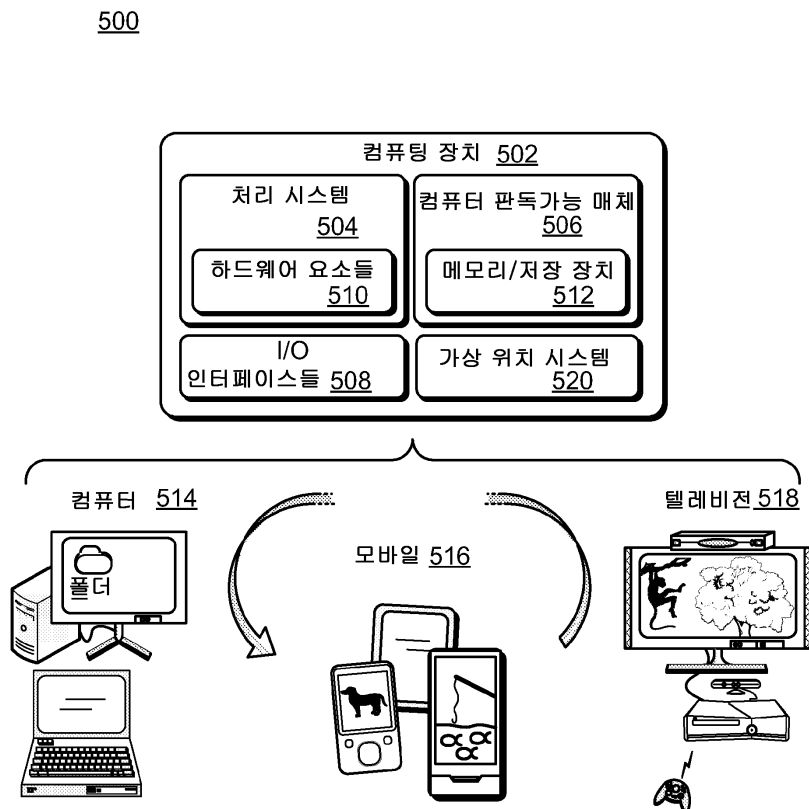 500
컴퓨팅 장치 502
처리 시스템
504
하드웨어 요소들
510
컴퓨터 판독가능 매체
506
메모리/저장 장치
512
I/O
인터페이스들 508
가상 위치 시스템
520
컴퓨터 514
모바일 516
텔레비전 518
폴더